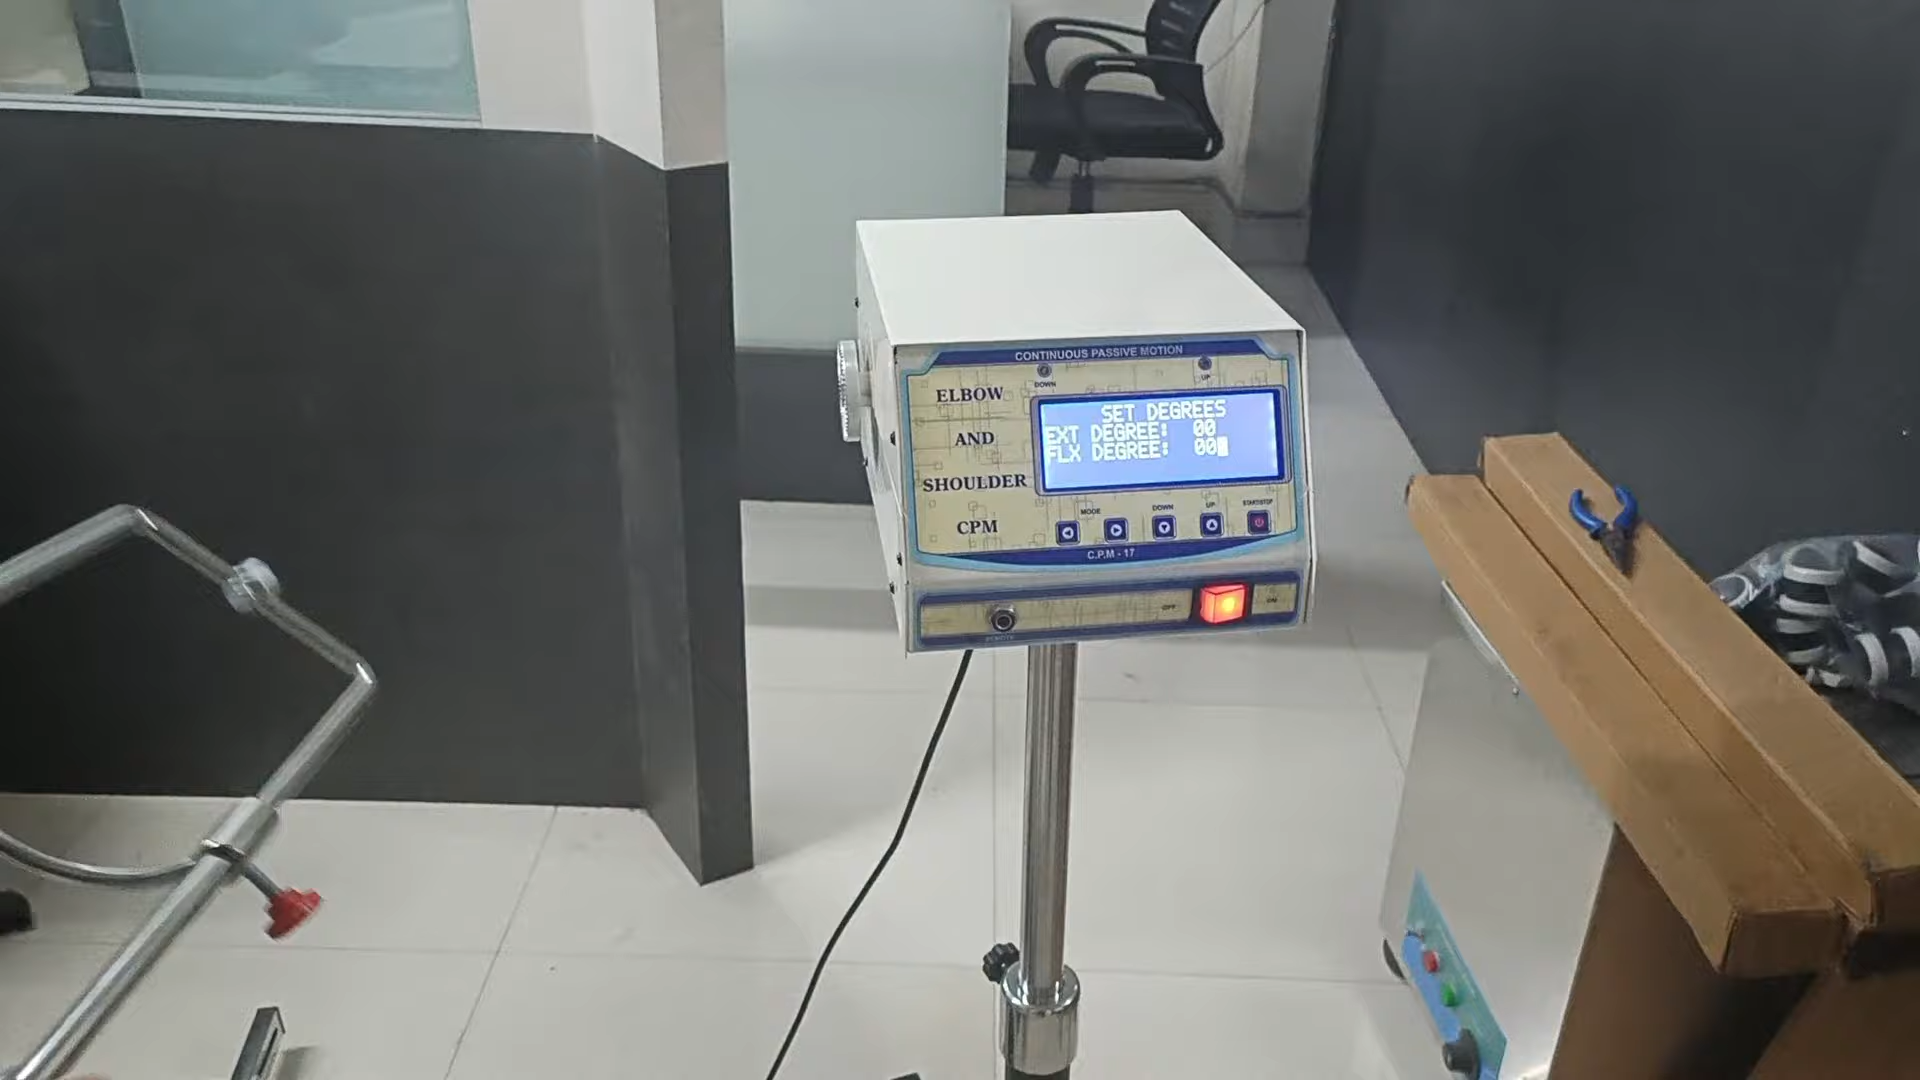 CONTINUOUS PASSIVE MOTION
DOWN
UP
ELBOW
AND
SHOULDER
CPM
SET DEGREES
EXT DEGREE: 00
FLX DEGREE: 00
MODE
DOWN
UP
START/STOP
C.P.M - 17
REMOTE
OFF
ON